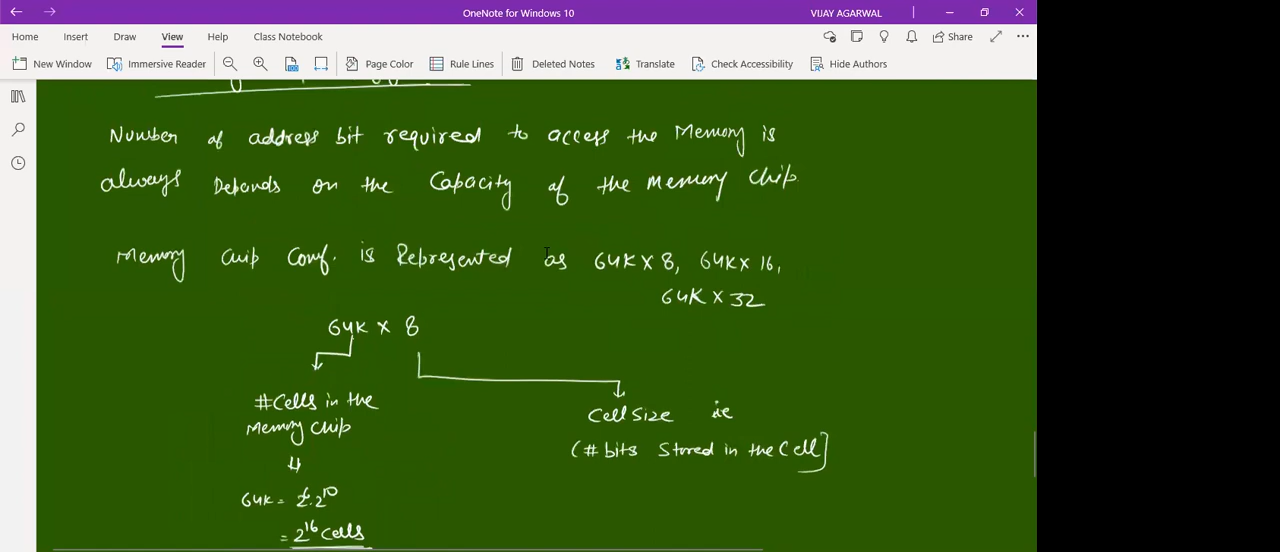 OneNote for Windows 10
VIJAY AGARWAL
Home Insert Draw View Help Class Notebook Share
New Window Immersive Reader Page Color Rule Lines Deleted Notes Translate Check Accessibility Hide Authors
Number of address bit required to access the Memory is
always Depends on the Capacity of the Memory Chip
Memory Chip Conf. is Represented as 64K X 8, 64K X 16,
64K X 32
64K X 8
#Cells in the
Memory Chip
Cell Size ie
(# bits Stored in the Cell]
64K = 2^6.2^10
= 2^16 Cells